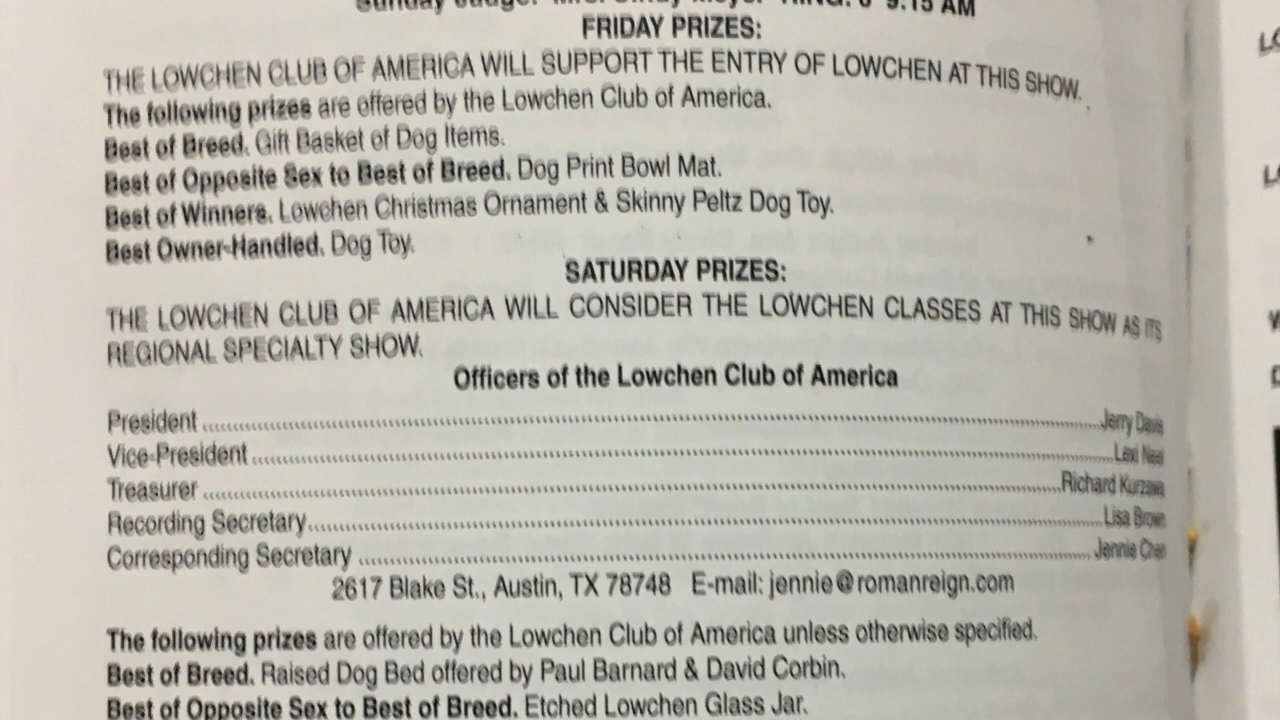 FRIDAY PRIZES:
THE LOWCHEN CLUB OF AMERICA WILL SUPPORT THE ENTRY OF LOWCHEN AT THIS SHOW.
The following prizes are offered by the Lowchen Club of America.
Best of Breed. Gift Basket of Dog Items.
Best of Opposite Sex to Best of Breed. Dog Print Bowl Mat.
Best of Winners. Lowchen Christmas Ornament & Skinny Peltz Dog Toy.
Best Owner-Handled. Dog Toy.
SATURDAY PRIZES:
THE LOWCHEN CLUB OF AMERICA WILL CONSIDER THE LOWCHEN CLASSES AT THIS SHOW AS ITS
REGIONAL SPECIALTY SHOW.
Officers of the Lowchen Club of America
President ........ Jerry Davis
Vice-President ........ Lexi Neal
Treasurer ........ Richard Kurzawa
Recording Secretary ........ Lisa Brown
Corresponding Secretary ........ Jennie Chen
2617 Blake St., Austin, TX 78748 E-mail: jennie@romanreign.com
The following prizes are offered by the Lowchen Club of America unless otherwise specified.
Best of Breed. Raised Dog Bed offered by Paul Barnard & David Corbin.
Best of Opposite Sex to Best of Breed. Etched Lowchen Glass Jar.